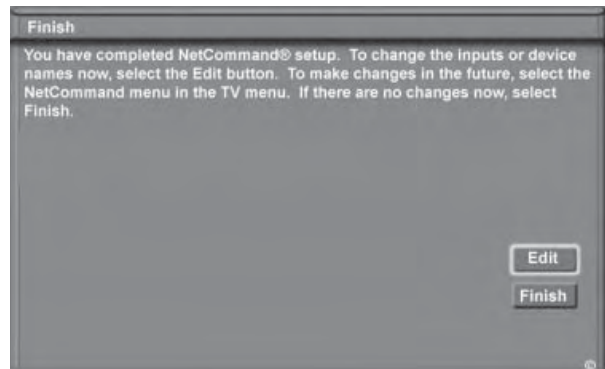 Finish
You have completed NetCommand® setup. To change the inputs or device
names now, select the Edit button. To make changes in the future, select the
NetCommand menu in the TV menu. If there are no changes now, select
Finish.
Edit
Finish
©